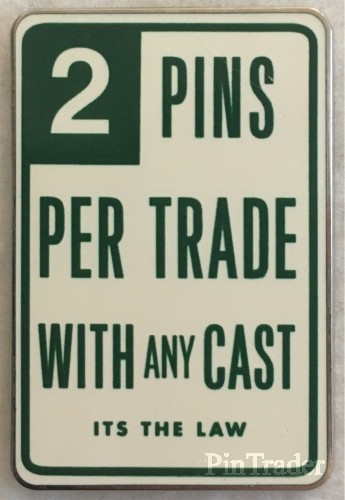 2 PINS
PER TRADE
WITH ANY CAST
ITS THE LAW
PinTrader